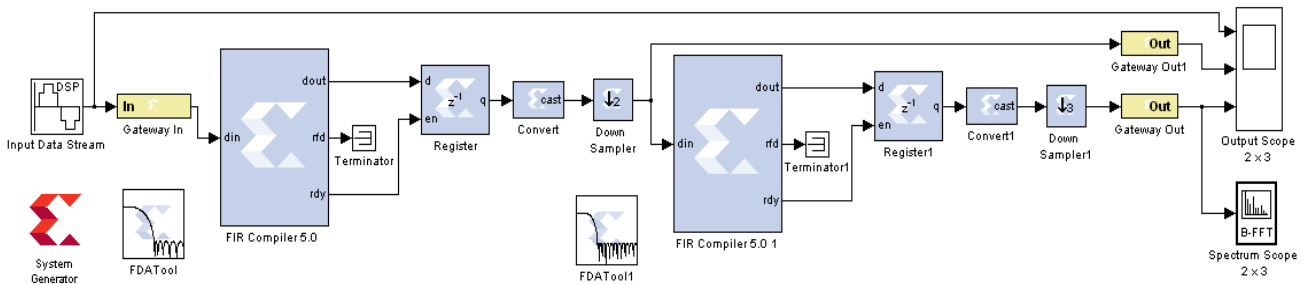 DSP
Input Data Stream
In
Gateway In
din
dout
rfd
rdy
FIR Compiler 5.0
Terminator
d
en
z⁻¹
q
Register
cast
Convert
↓2
Down
Sampler
din
dout
rfd
rdy
FIR Compiler 5.0 1
Terminator1
d
en
z⁻¹
q
Register1
cast
Convert1
↓3
Down
Sampler1
Out
Gateway Out1
Out
Gateway Out
Output Scope
2 x 3
B-FFT
Spectrum Scope
2 x 3
System
Generator
FDATool
FDATool1